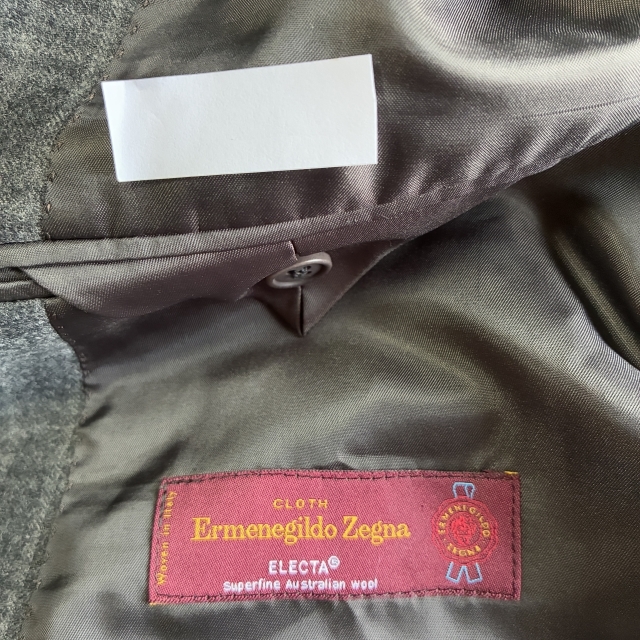 CLOTH
Ermenegildo Zegna
ELECTA®
Superfine Australian wool
Woven in Italy
ERMENEGILDO
ZEGNA